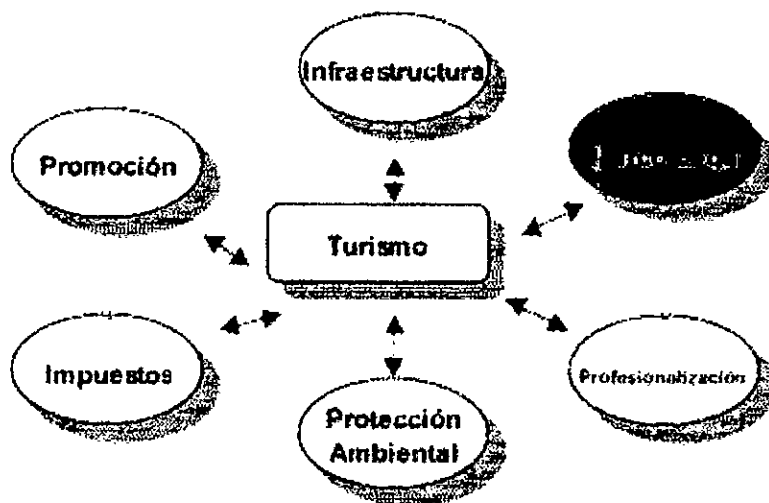 Infraestructura
Promoción
Turismo
Impuestos
Profesionalización
Protección
Ambiental